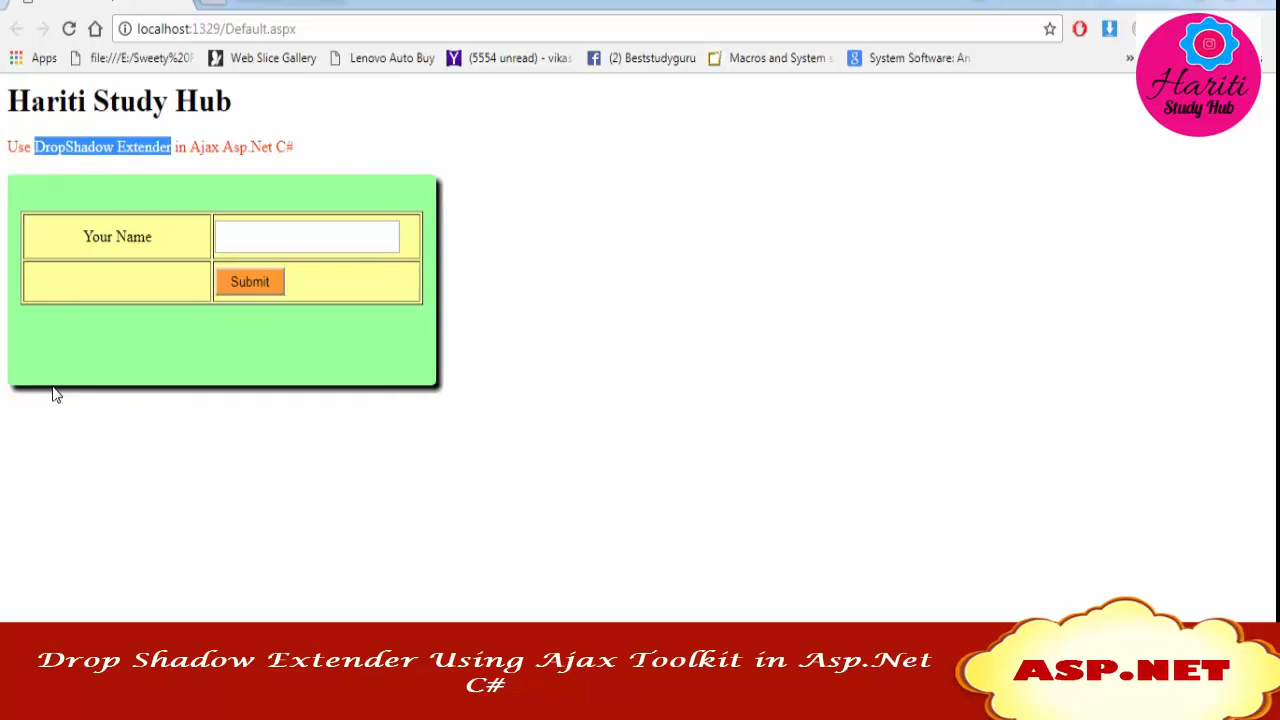 localhost:1329/Default.aspx
Apps file:///E:/Sweety%20F Web Slice Gallery Lenovo Auto Buy (5554 unread) - vikas (2) Beststudyguru Macros and System s System Software: An »
Hariti Study Hub
Use DropShadow Extender in Ajax Asp.Net C#
Your Name
Submit
Hariti
Study Hub
Drop Shadow Extender Using Ajax Toolkit in Asp.Net
C#
ASP.NET